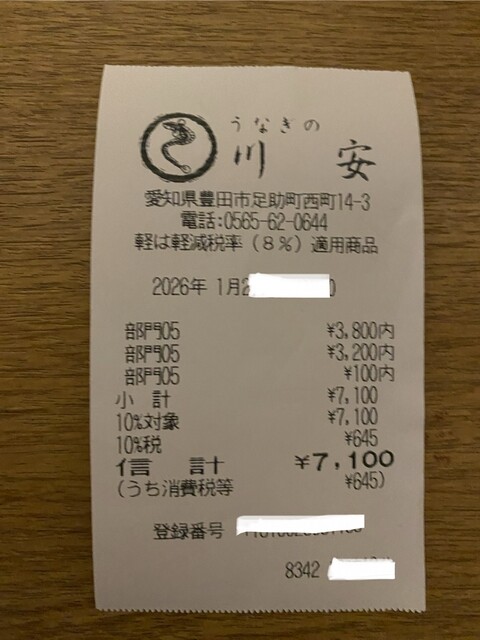 うなぎの
川 安
愛知県豊田市足助町西町14-3
電話:0565-62-0644
軽は軽減税率（8%）適用商品
2026年 1月2
部門05 ¥3,800内
部門05 ¥3,200内
部門05 ¥100内
小 計 ¥7,100
10%対象 ¥7,100
10%税 ¥645
信 計 ¥7,100
(うち消費税等 ¥645)
登録番号
8342